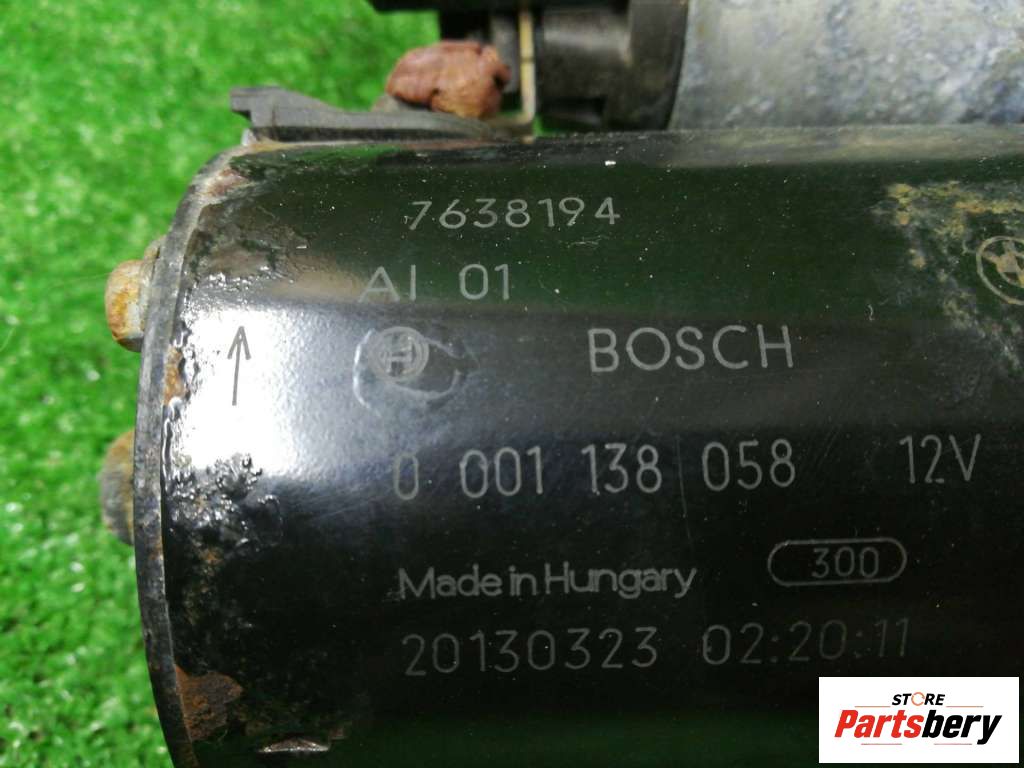 7638194
AI 01
H BOSCH
0 001 138 058 12V
300
Made in Hungary
20130323 02:20:11
STORE
Partsbery